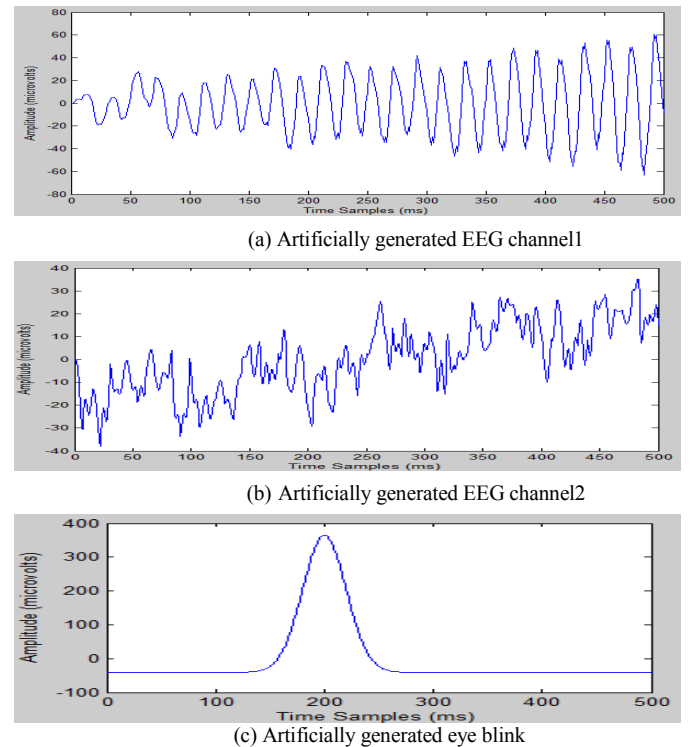 80
60
40
20
0
-20
-40
-60
80
Amplitude (microvolts)
0 50 100 150 200 250 300 350 400 450 500
Time Samples (ms)
(a) Artificially generated EEG channel1
40
30
20
10
0
-10
-20
-30
-40
Amplitude (microvolts)
0 50 100 150 200 250 300 350 400 450 500
Time Samples (ms)
(b) Artificially generated EEG channel2
400
300
200
100
0
-100
Amplitude (microvolts)
0 100 200 300 400 500
Time Samples (ms)
(c) Artificially generated eye blink